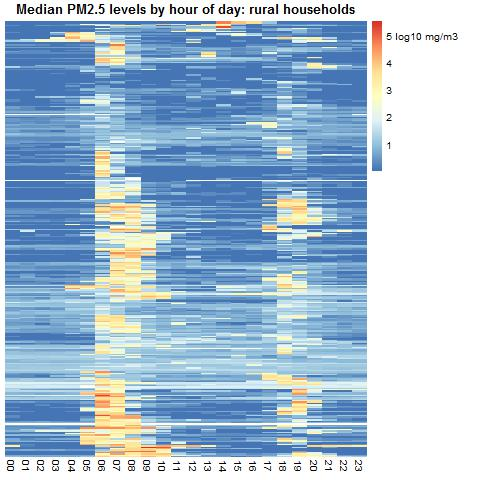 Median PM2.5 levels by hour of day: rural households
5 log10 mg/m3
4
3
2
1
00 01 02 03 04 05 06 07 08 09 10 11 12 13 14 15 16 17 18 19 20 21 22 23